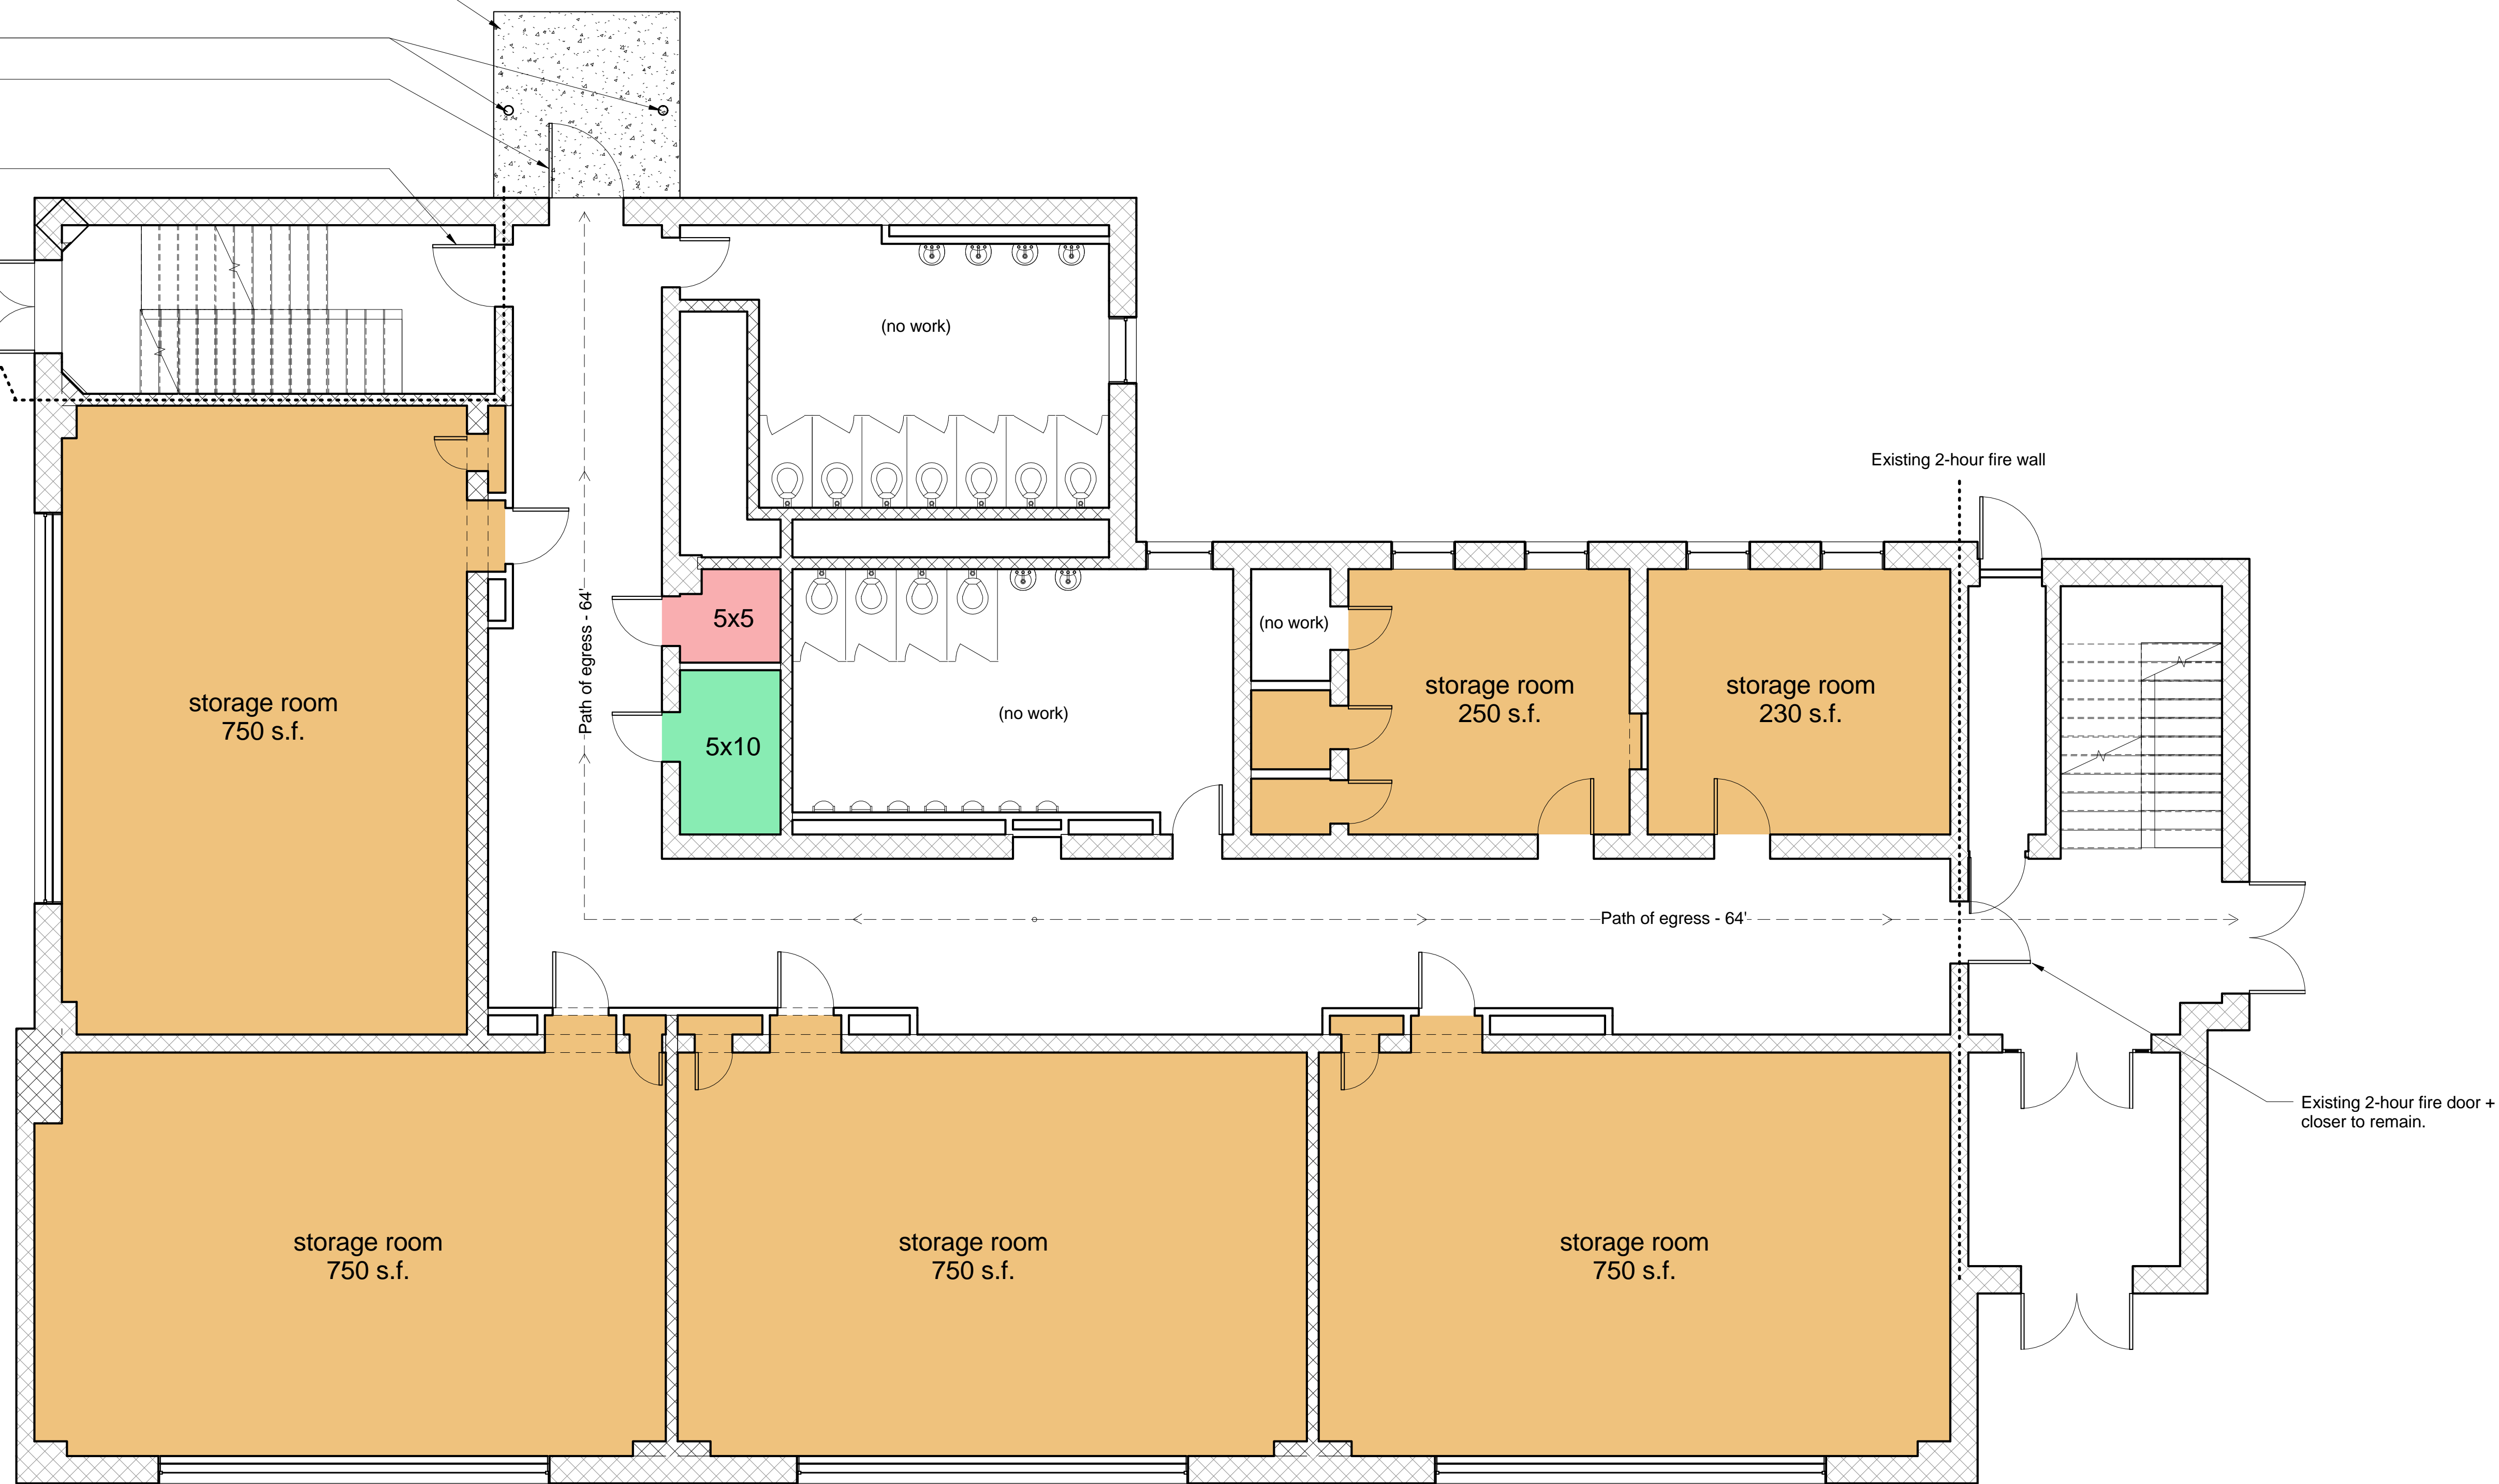 (no work)
Existing 2-hour fire wall
5x5
Path of egress - 64'
(no work)
storage room
750 s.f.
storage room
250 s.f.
storage room
230 s.f.
(no work)
5x10
Path of egress - 64'
Existing 2-hour fire door +
closer to remain.
storage room
750 s.f.
storage room
750 s.f.
storage room
750 s.f.